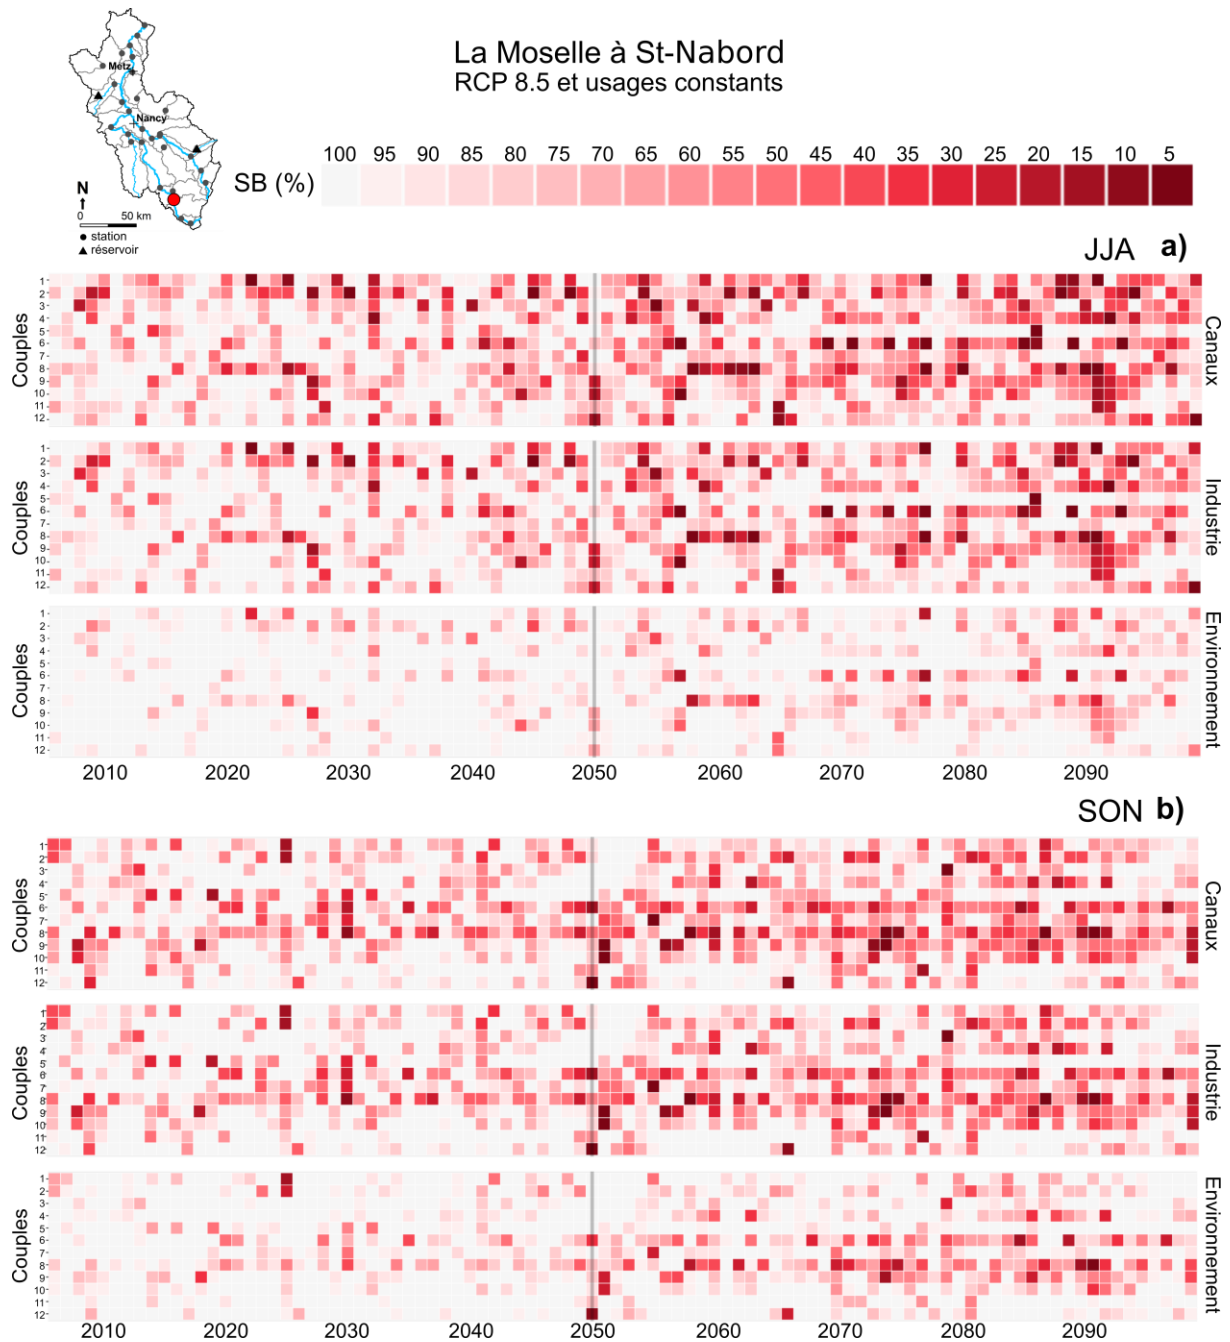 La Moselle à St-Nabord
RCP 8.5 et usages constants
Metz
Nancy
N
0 50 km
station
réservoir
SB (%)
100 95 90 85 80 75 70 65 60 55 50 45 40 35 30 25 20 15 10 5
JJA a)
Couples
1
2
3
4
5
6
7
8
9
10
11
12
Canaux
Couples
1
2
3
4
5
6
7
8
9
10
11
12
Industrie
Couples
1
2
3
4
5
6
7
8
9
10
11
12
Environnement
2010 2020 2030 2040 2050 2060 2070 2080 2090
SON b)
Couples
1
2
3
4
5
6
7
8
9
10
11
12
Canaux
Couples
1
2
3
4
5
6
7
8
9
10
11
12
Industrie
Couples
1
2
3
4
5
6
7
8
9
10
11
12
Environnement
2010 2020 2030 2040 2050 2060 2070 2080 2090